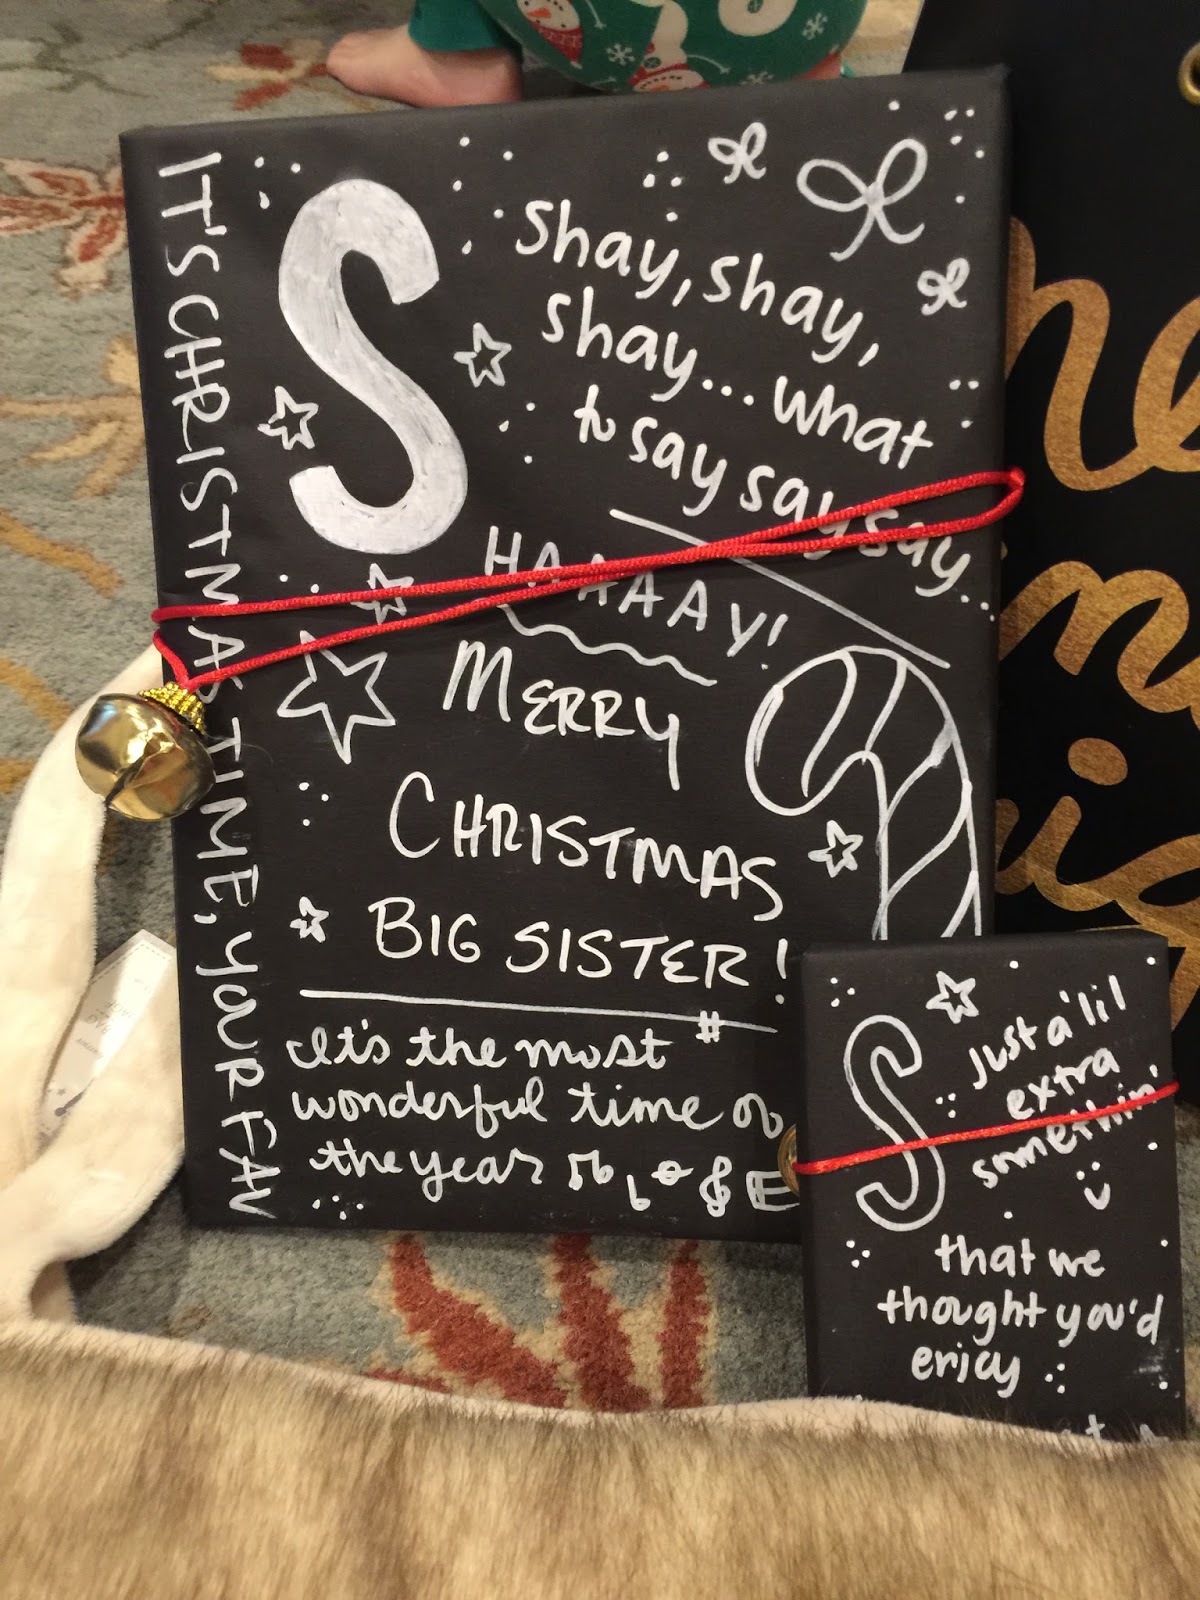 IT'S CHRISTMAS TIME, YOUR FAV
S
Shay, shay,
shay... what
to say say say...
HAAAAY!
MERRY
CHRISTMAS
BIG SISTER!
It's the most
wonderful time of
the year
S
Just a 'lil
extra
somethin'
that we
thought you'd
enjoy